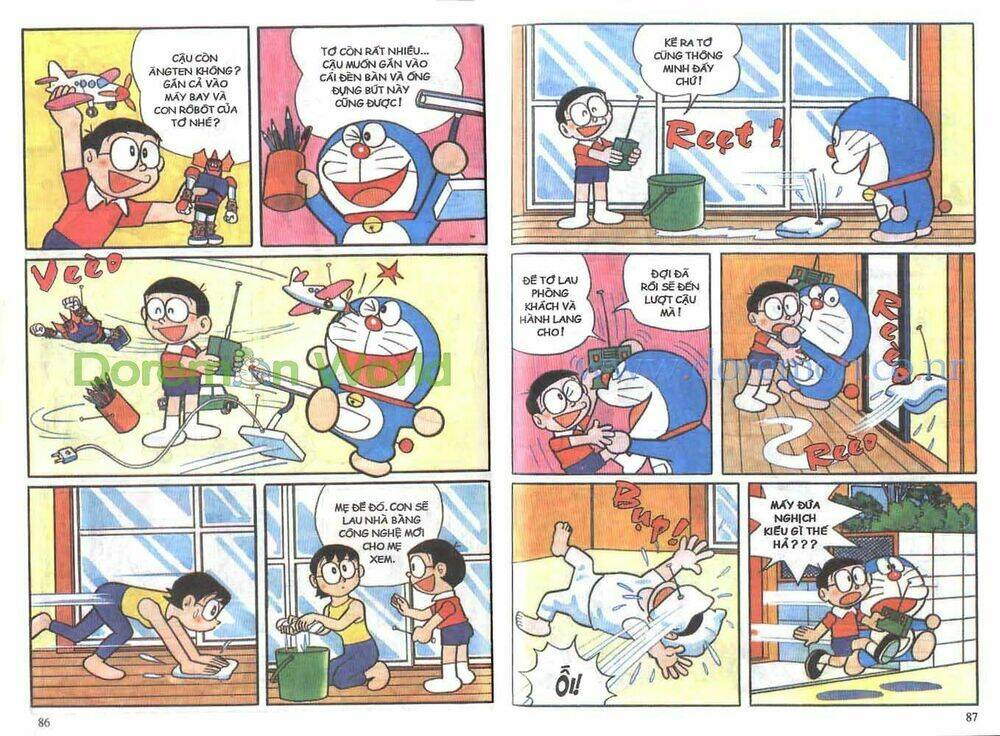 CẬU CÒN
ĂNGTEN KHÔNG?
GẮN CẢ VÀO
MÁY BAY VÀ
CON RÔBỐT CỦA
TỚ NHÉ?
TỚ CÒN RẤT NHIỀU...
CẬU MUỐN GẮN VÀO
CÁI ĐÈN BÀN VÀ ỐNG
ĐỰNG BÚT NÀY
CŨNG ĐƯỢC!
VÈÈO
Doremon World
MẸ ĐỂ ĐÓ. CON SẼ
LAU NHÀ BẰNG
CÔNG NGHỆ MỚI
CHO MẸ
XEM.
86
KỂ RA TỚ
CŨNG THÔNG
MINH ĐẤY
CHỨ!
Reẹt !
ĐỂ TỚ LAU
PHÒNG
KHÁCH VÀ
HÀNH LANG
CHO!
ĐỢI ĐÃ
RỒI SẼ ĐẾN
LƯỢT CẬU
MÀ!
RÈÈO
RÈÈO
Bụp!
ỐI!
MẤY ĐỨA
NGHỊCH
KIỂU GÌ THẾ
HẢ???
87